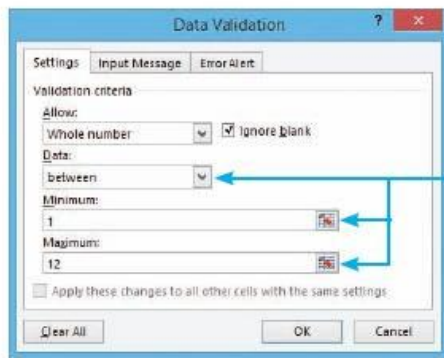 Data Validation
?
Settings
Input Message
Error Alert
Validation criteria
Allow:
Whole number
Ignore blank
Data:
between
Minimum:
1
Maximum:
12
Apply these changes to all other cells with the same settings
Clear All
OK
Cancel